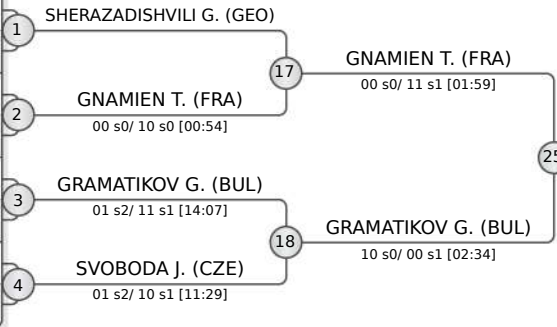 SHERAZADISHVILI G. (GEO)
1
17
GNAMIEN T. (FRA)
00 s0/ 11 s1 [01:59]
GNAMIEN T. (FRA)
2
00 s0/ 10 s0 [00:54]
25
GRAMATIKOV G. (BUL)
3
01 s2/ 11 s1 [14:07]
18
GRAMATIKOV G. (BUL)
10 s0/ 00 s1 [02:34]
SVOBODA J. (CZE)
4
01 s2/ 10 s1 [11:29]